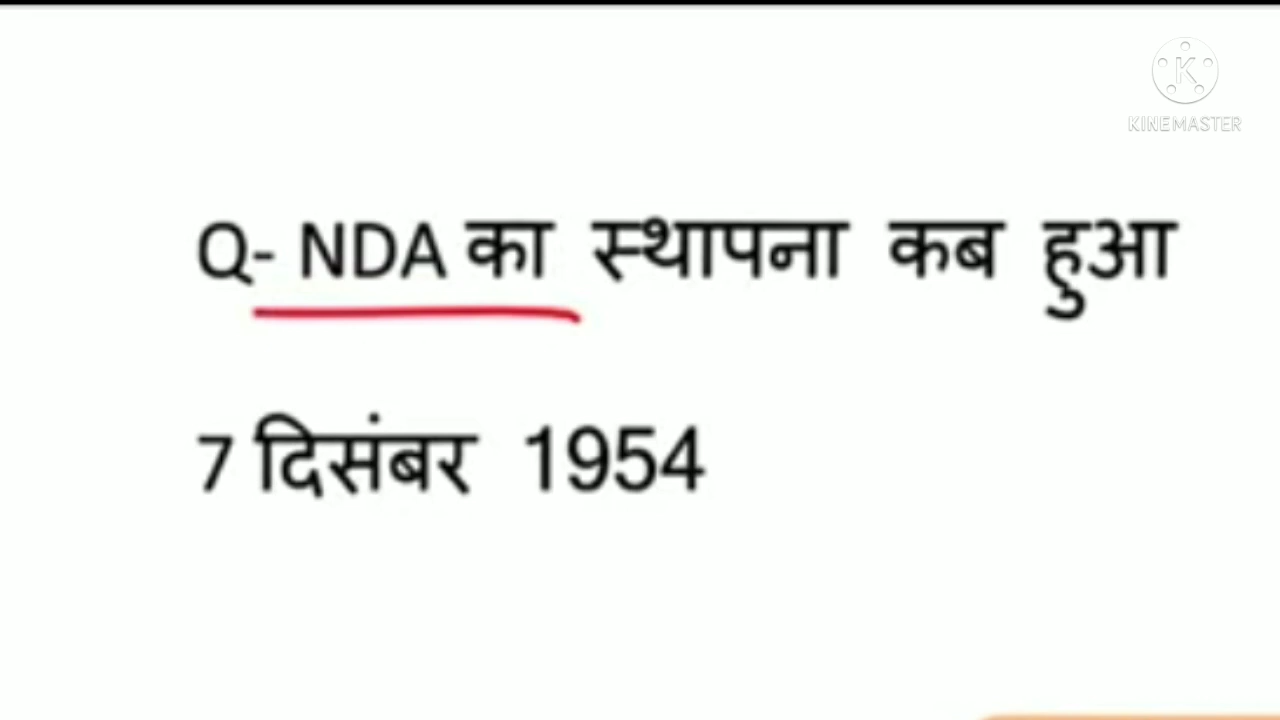 KINEMASTER
Q- NDA का स्थापना कब हुआ
7 दिसंबर 1954